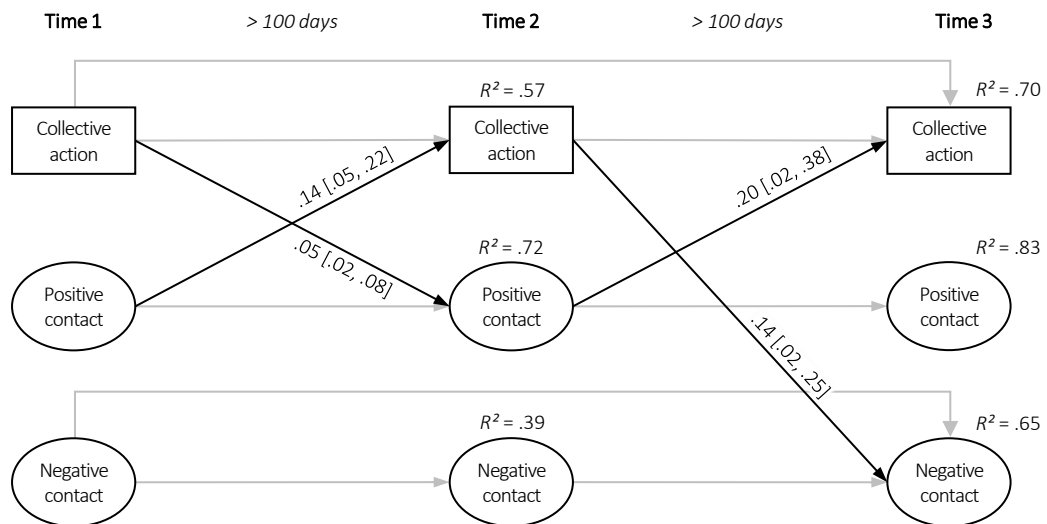 Time 1
> 100 days
Time 2
> 100 days
Time 3
R² = .57
R² = .70
Collective
action
Collective
action
Collective
action
.14 [.05, .22]
.20 [.02, .38]
.05 [.02, .08]
R² = .72
R² = .83
Positive
contact
Positive
contact
Positive
contact
.14 [.02, .25]
R² = .39
R² = .65
Negative
contact
Negative
contact
Negative
contact